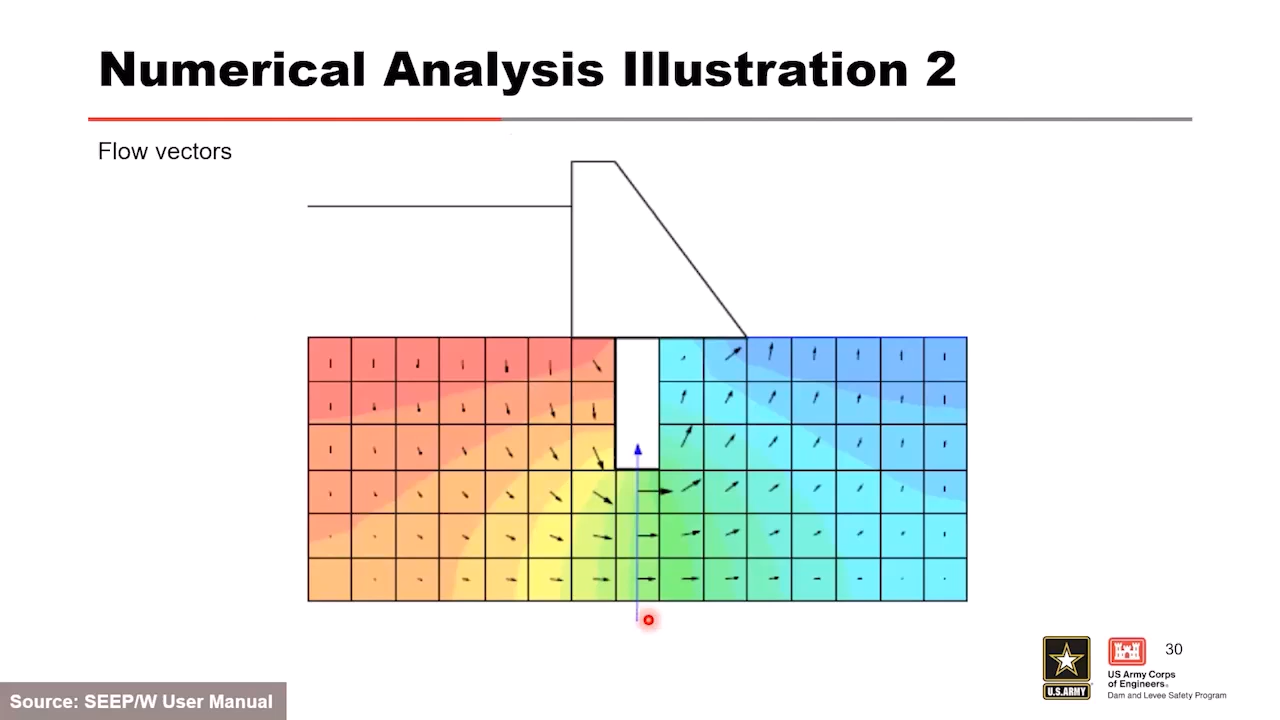 Numerical Analysis Illustration 2
Flow vectors
30
U.S.ARMY
US Army Corps
of Engineers®
Dam and Levee Safety Program
Source: SEEP/W User Manual